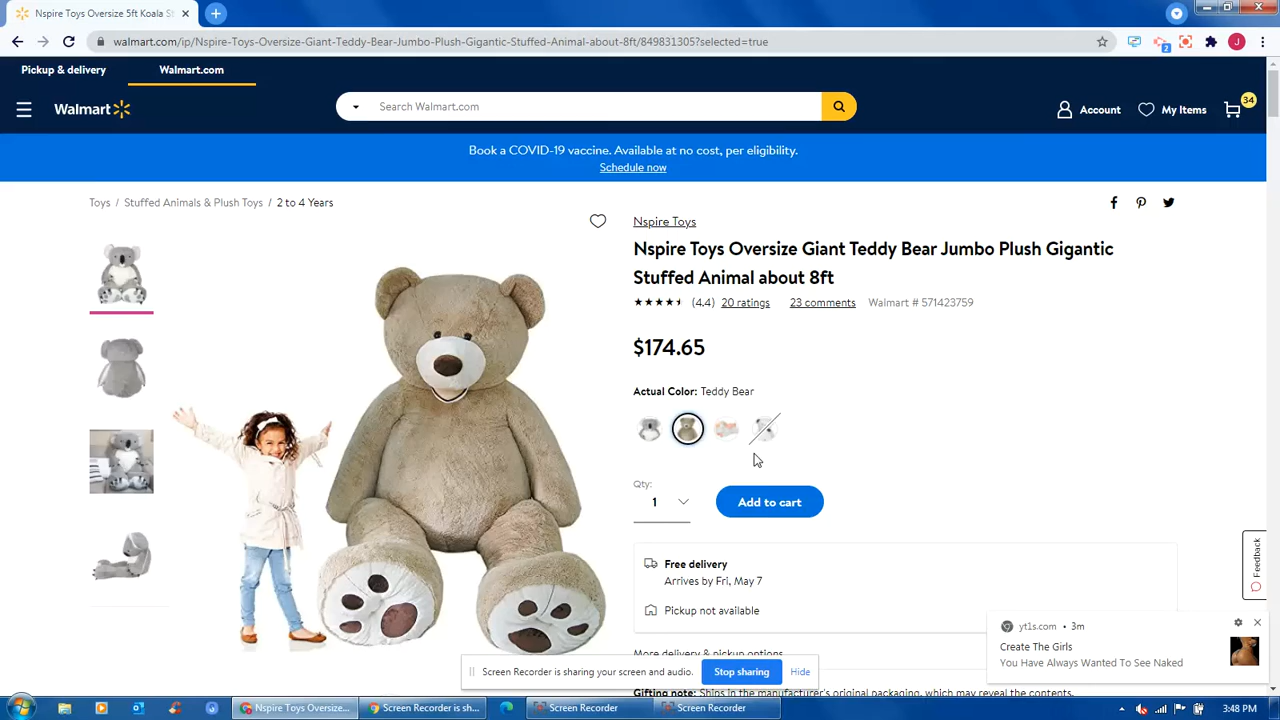 Nspire Toys Oversize 5ft Koala St
walmart.com/ip/Nspire-Toys-Oversize-Giant-Teddy-Bear-Jumbo-Plush-Gigantic-Stuffed-Animal-about-8ft/849831305?selected=true
2
J
Pickup & delivery
Walmart.com
Walmart
Search Walmart.com
Account
My Items
34
Book a COVID-19 vaccine. Available at no cost, per eligibility.
Schedule now
Toys / Stuffed Animals & Plush Toys / 2 to 4 Years
Nspire Toys
Nspire Toys Oversize Giant Teddy Bear Jumbo Plush Gigantic
Stuffed Animal about 8ft
(4.4) 20 ratings 23 comments Walmart # 571423759
$174.65
Actual Color: Teddy Bear
Qty:
1
Add to cart
Free delivery
Arrives by Fri, May 7
Pickup not available
More delivery & pickup options
Gifting note: Ships in the manufacturer's original packaging, which may reveal the contents.
Feedback
yt1s.com • 3m
Create The Girls
You Have Always Wanted To See Naked
Screen Recorder is sharing your screen and audio.
Stop sharing
Hide
Nspire Toys Oversize...
Screen Recorder is sh...
Screen Recorder
Screen Recorder
3:48 PM